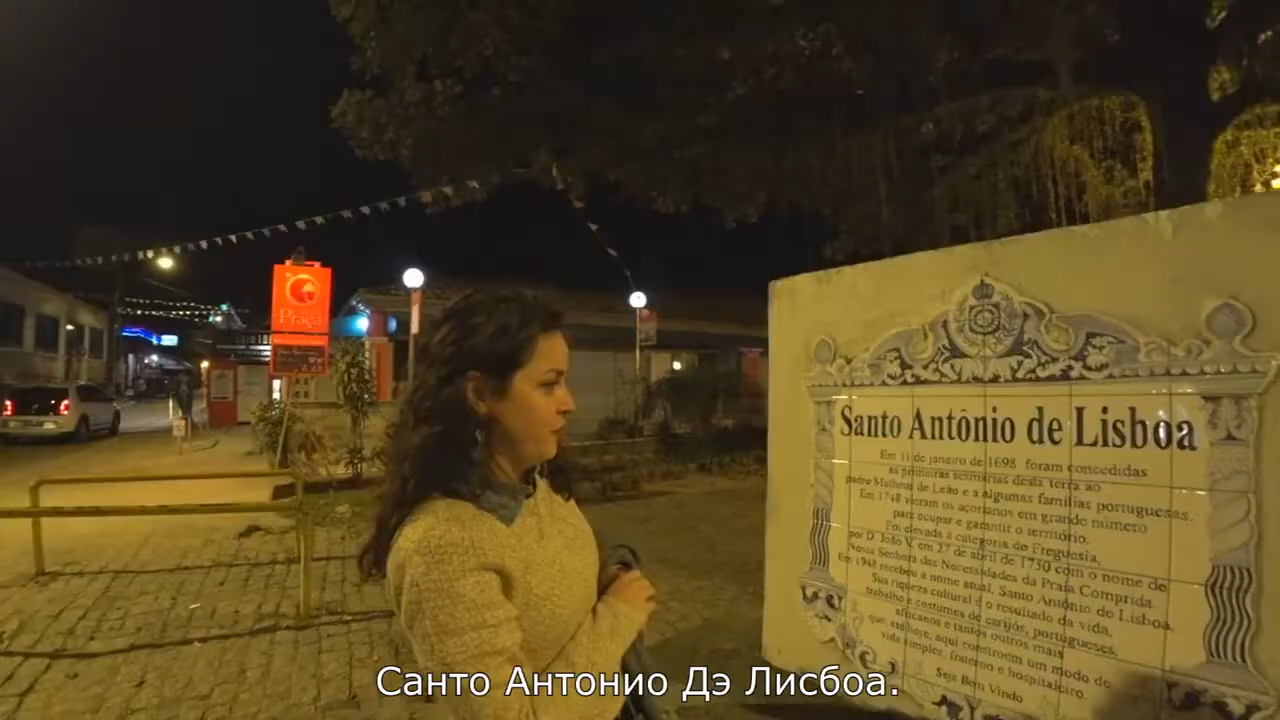 Praça
Santo Antônio de Lisboa
Em 11 de janeiro de 1698 foram concedidas
as primeiras sesmarias desta terra ao
padre Matheus de Leão e a algumas famílias portuguesas.
Em 1748 vieram os açorianos em grande número
para ocupar e garantir o território.
Foi elevada a categoria de Freguesia,
por D. João V, em 27 de abril de 1750 com o nome de
Nossa Senhora das Necessidades da Praia Comprida.
Em 1948 recebeu o nome atual, Santo Antônio de Lisboa.
Sua riqueza cultural é o resultado da vida,
trabalho e costumes de carijós, portugueses,
africanos e tantos outros mais
que, até hoje, aqui constroem um modo de
vida simples, fraterno e hospitaleiro.
Seja Bem Vindo
Санто Антонио Дэ Лисбоа.